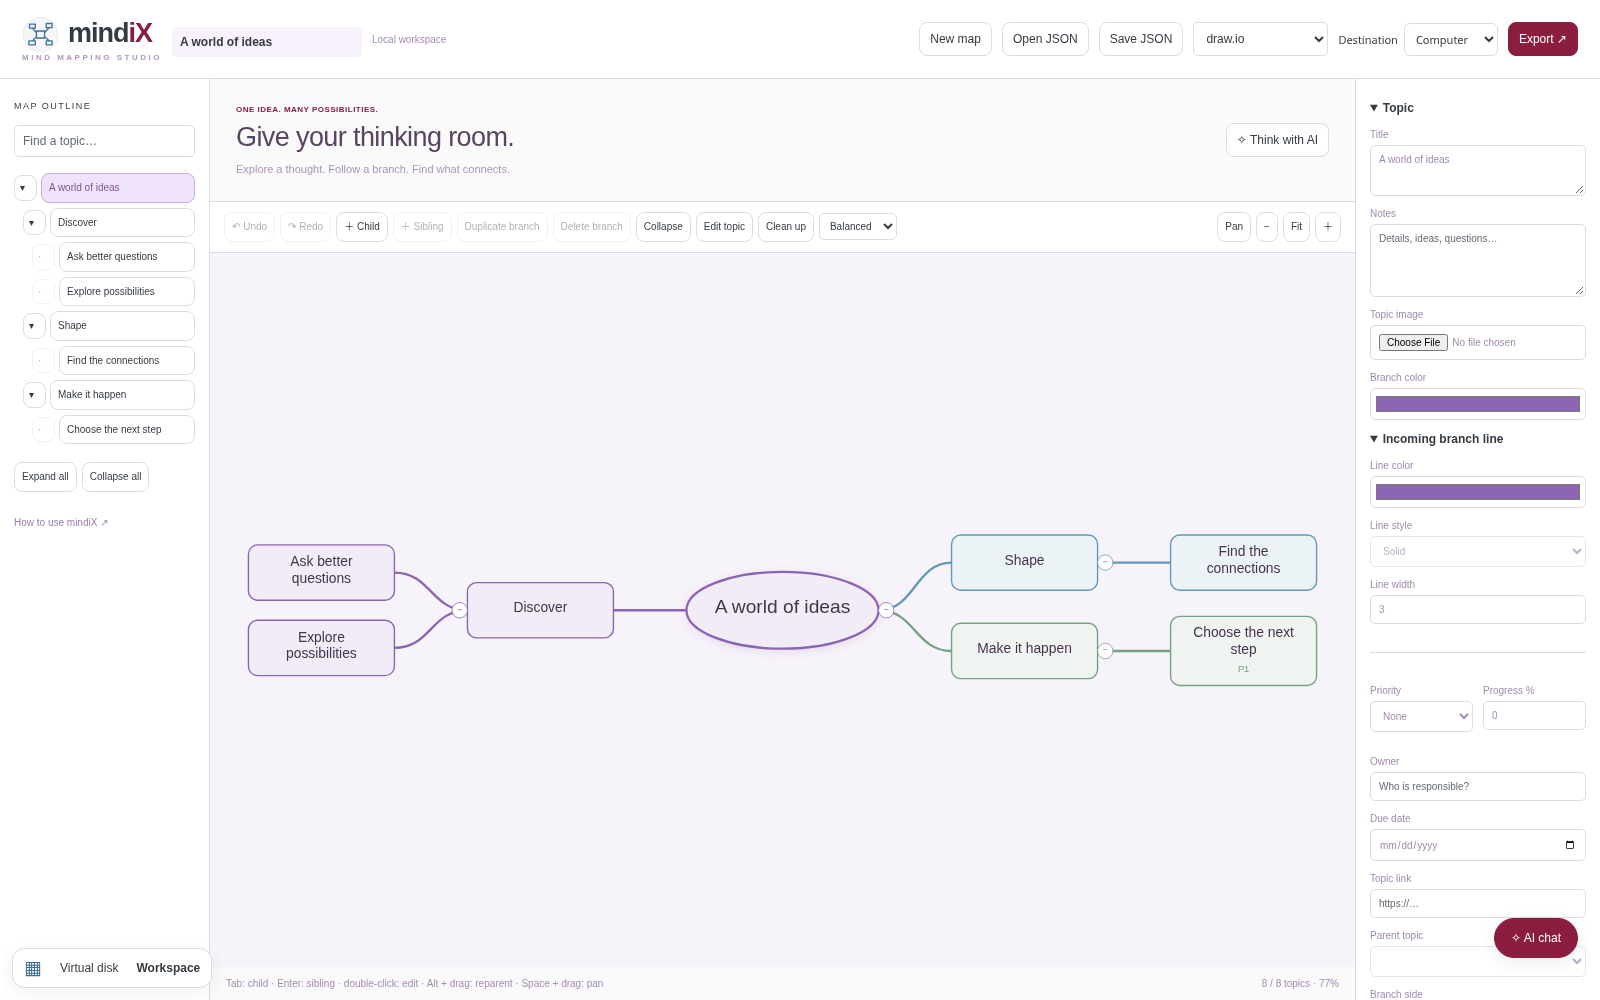 mindiX
MIND MAPPING STUDIO
A world of ideas
Local workspace
New map
Open JSON
Save JSON
draw.io
Destination
Computer
Export ↗
MAP OUTLINE
Find a topic…
A world of ideas
Discover
Ask better questions
Explore possibilities
Shape
Find the connections
Make it happen
Choose the next step
Expand all
Collapse all
How to use mindiX ↗
Virtual disk
Workspace
ONE IDEA. MANY POSSIBILITIES.
Give your thinking room.
Explore a thought. Follow a branch. Find what connects.
✧ Think with AI
↶ Undo
↷ Redo
+ Child
+ Sibling
Duplicate branch
Delete branch
Collapse
Edit topic
Clean up
Balanced
Pan
−
Fit
+
Ask better
questions
Explore
possibilities
Discover
A world of ideas
Shape
Make it happen
Find the
connections
Choose the next
step
P1
Tab: child · Enter: sibling · double-click: edit · Alt + drag: reparent · Space + drag: pan
8 / 8 topics · 77%
Topic
Title
A world of ideas
Notes
Details, ideas, questions…
Topic image
Choose File No file chosen
Branch color
Incoming branch line
Line color
Line style
Solid
Line width
3
Priority
Progress %
None
0
Owner
Who is responsible?
Due date
mm/dd/yyyy
Topic link
https://…
Parent topic
✧ AI chat
Branch side